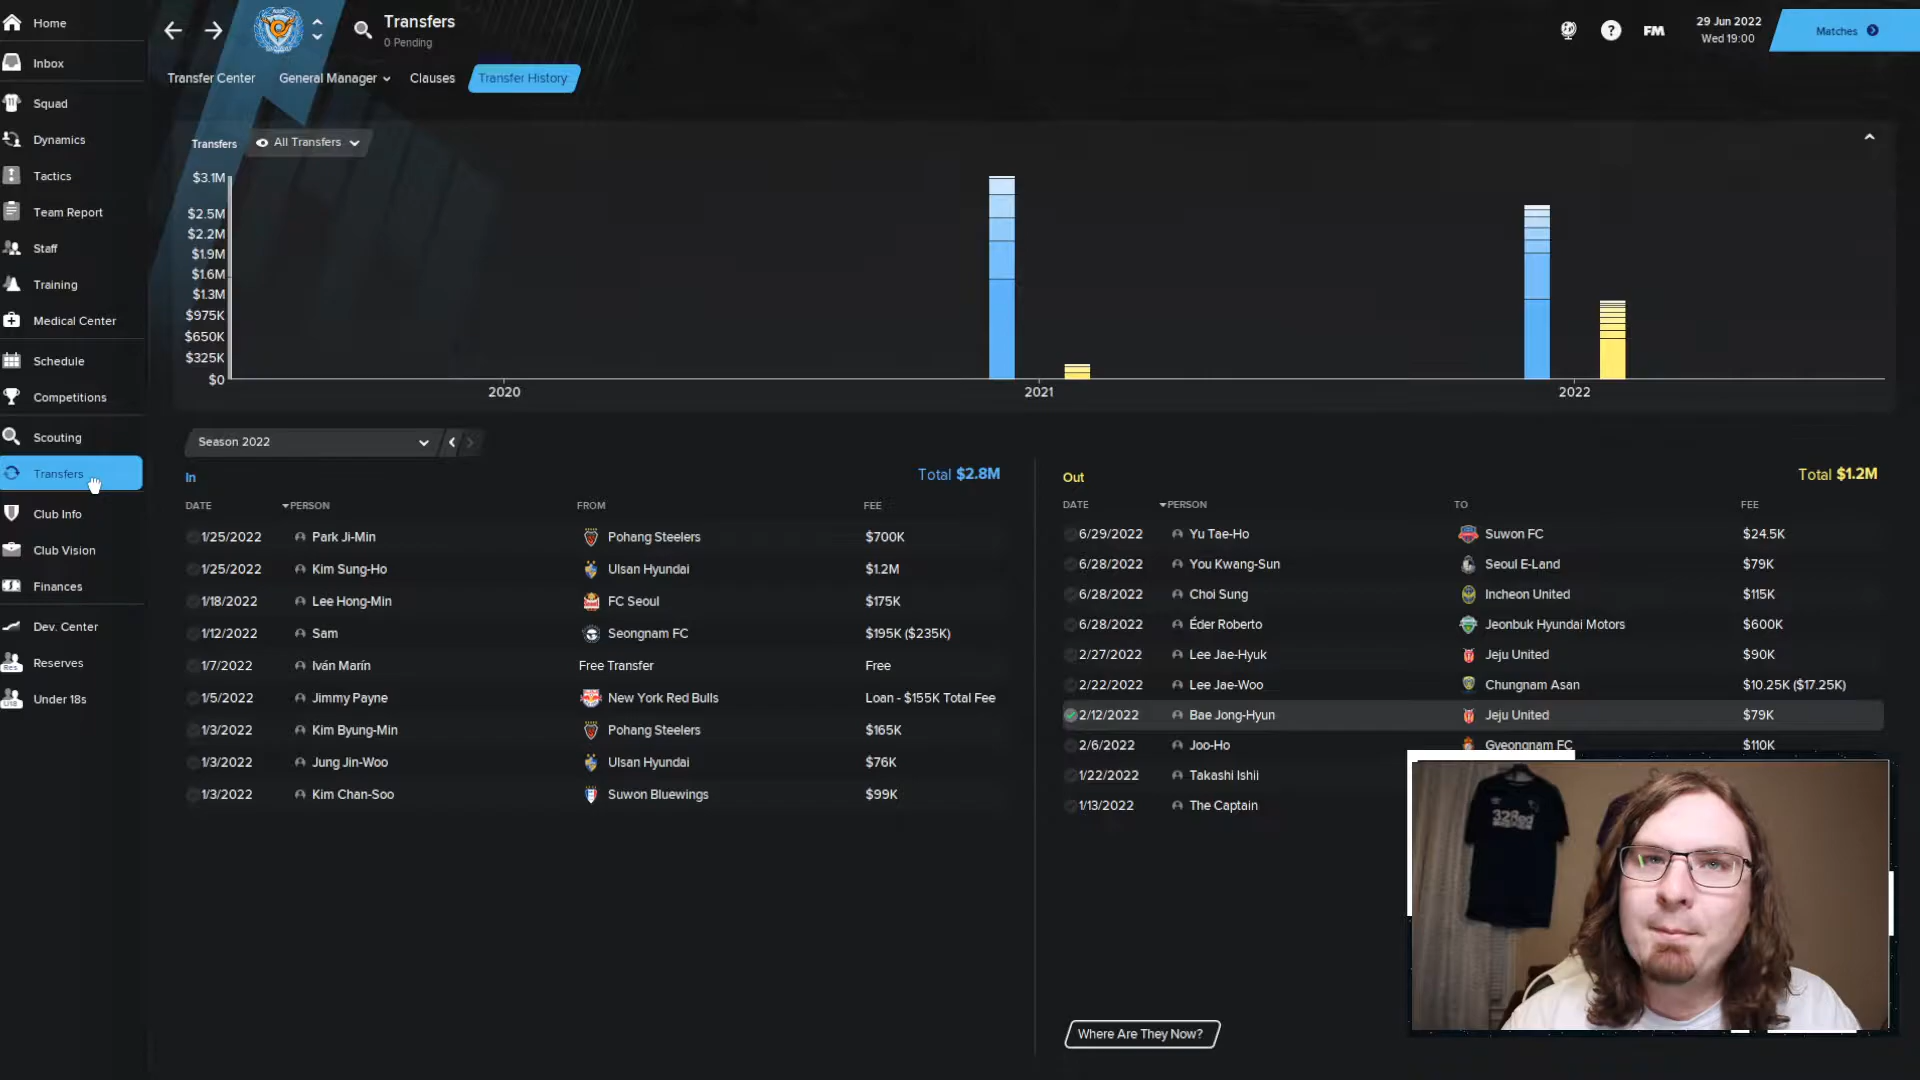 Home
Inbox
Squad
Dynamics
Tactics
Team Report
Staff
Training
Medical Center
Schedule
Competitions
Scouting
Transfers
Club Info
Club Vision
Finances
Dev. Center
Reserves
Under 18s
Transfers
0 Pending
FM
29 Jun 2022
Wed 19:00
Matches
Transfer Center General Manager Clauses Transfer History
Transfers All Transfers
$3.1M
$2.5M
$2.2M
$1.9M
$1.6M
$1.3M
$975K
$650K
$325K
$0
2020 2021 2022
Season 2022
In Total $2.8M
DATE PERSON FROM FEE
1/25/2022 Park Ji-Min Pohang Steelers $700K
1/25/2022 Kim Sung-Ho Ulsan Hyundai $1.2M
1/18/2022 Lee Hong-Min FC Seoul $175K
1/12/2022 Sam Seongnam FC $195K ($235K)
1/7/2022 Iván Marín Free Transfer Free
1/5/2022 Jimmy Payne New York Red Bulls Loan - $155K Total Fee
1/3/2022 Kim Byung-Min Pohang Steelers $165K
1/3/2022 Jung Jin-Woo Ulsan Hyundai $76K
1/3/2022 Kim Chan-Soo Suwon Bluewings $99K
Out Total $1.2M
DATE PERSON TO FEE
6/29/2022 Yu Tae-Ho Suwon FC $24.5K
6/28/2022 You Kwang-Sun Seoul E-Land $79K
6/28/2022 Choi Sung Incheon United $115K
6/28/2022 Éder Roberto Jeonbuk Hyundai Motors $600K
2/27/2022 Lee Jae-Hyuk Jeju United $90K
2/22/2022 Lee Jae-Woo Chungnam Asan $10.25K ($17.25K)
2/12/2022 Bae Jong-Hyun Jeju United $79K
2/6/2022 Joo-Ho Gyeongnam FC $110K
1/22/2022 Takashi Ishii
1/13/2022 The Captain
32Red
Where Are They Now?